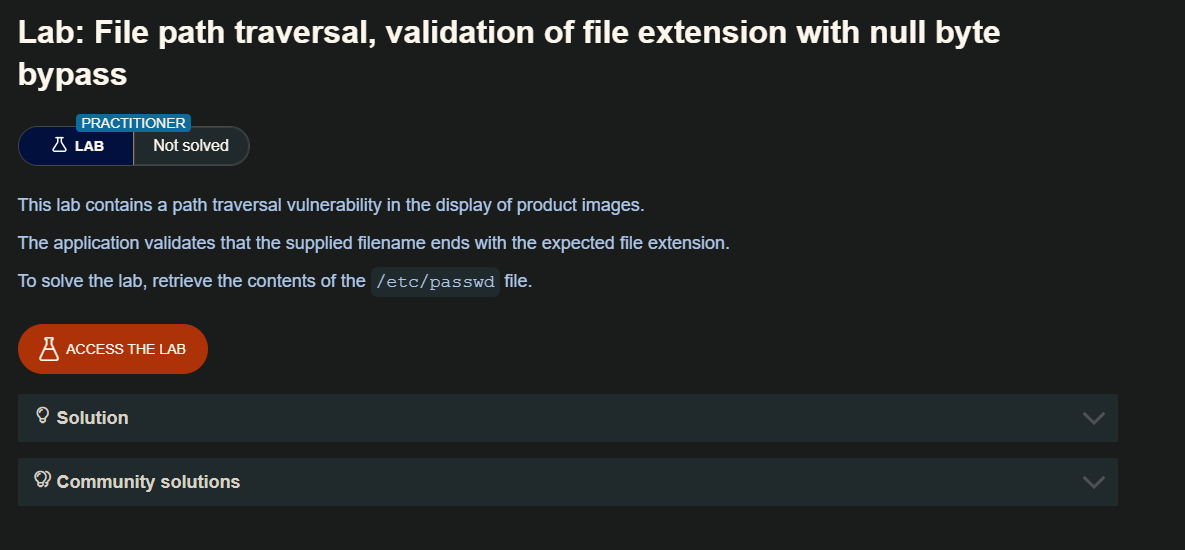 Lab: File path traversal, validation of file extension with null byte
bypass
PRACTITIONER
LAB Not solved
This lab contains a path traversal vulnerability in the display of product images.
The application validates that the supplied filename ends with the expected file extension.
To solve the lab, retrieve the contents of the /etc/passwd file.
ACCESS THE LAB
Solution
Community solutions